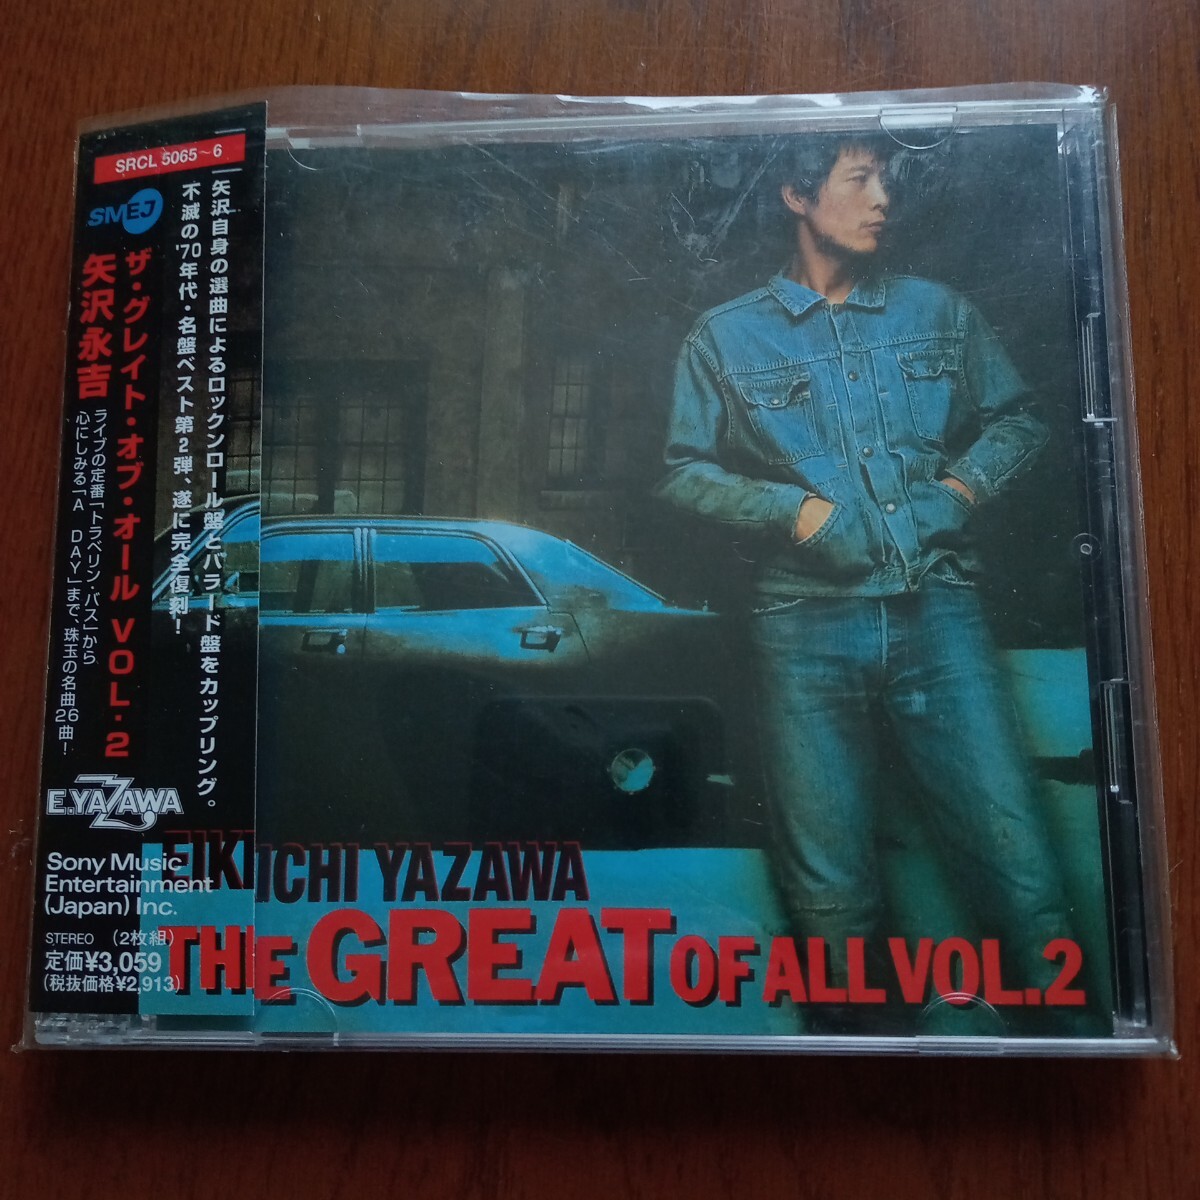 SRCL 5065~6
SMEJ
矢沢自身の選曲によるロックンロール盤とバラード盤をカップリング。
不滅の'70年代・名盤ベスト第2弾、遂に完全復刻!
ザ・グレイト・オブ・オール VOL.2
矢沢永吉
ライブの定番「トラベリン・バス」から
心にしみる「A DAY」まで、珠玉の名曲26曲!
E.YAZAWA
Sony Music
Entertainment
(Japan) Inc.
STEREO (2枚組)
定価¥3,059
(税抜価格¥2,913)
EIKIICHI YAZAWA
THE GREAT OF ALL VOL.2